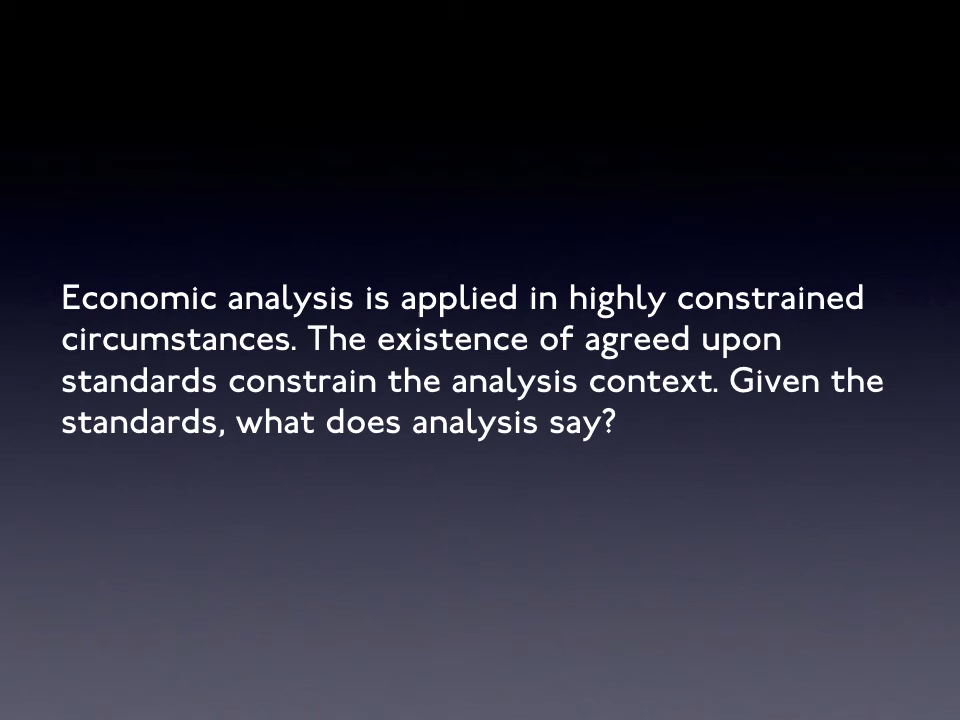 Economic analysis is applied in highly constrained
circumstances. The existence of agreed upon
standards constrain the analysis context. Given the
standards, what does analysis say?